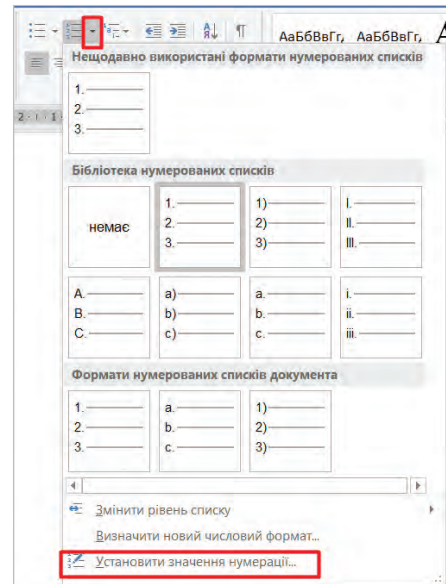 АаБбВвГг, АаБбВвГг,
Нещодавно використані формати нумерованих списків
1.
2.
3.
Бібліотека нумерованих списків
немає
1.
2.
3.
1)
2)
3)
I.
II.
III.
A.
B.
C.
a)
b)
c)
a.
b.
c.
i.
ii.
iii.
Формати нумерованих списків документа
1.
2.
3.
a.
b.
c.
1)
2)
3)
Змінити рівень списку
Визначити новий числовий формат...
Установити значення нумерації...